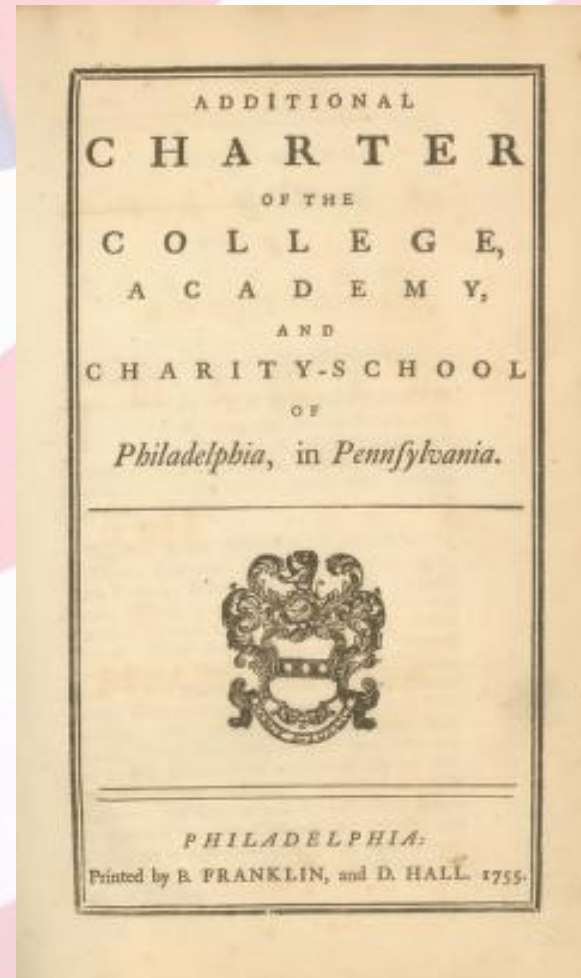 ADDITIONAL
CHARTER
OF THE
COLLEGE,
ACADEMY,
AND
CHARITY-SCHOOL
OF
Philadelphia, in Pennſylvania.
PHILADELPHIA:
Printed by B. FRANKLIN, and D. HALL. 1755.